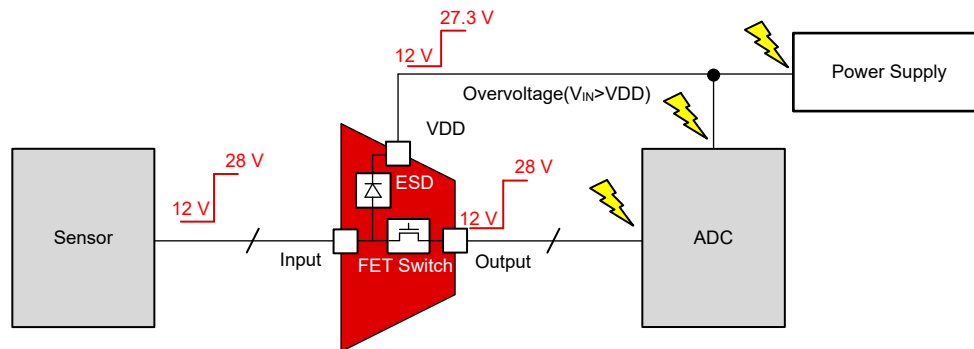 27.3 V
12 V
Overvoltage(VIN>VDD)
Power Supply
VDD
28 V
12 V
ESD
28 V
12 V
Sensor
Input
FET Switch
Output
ADC